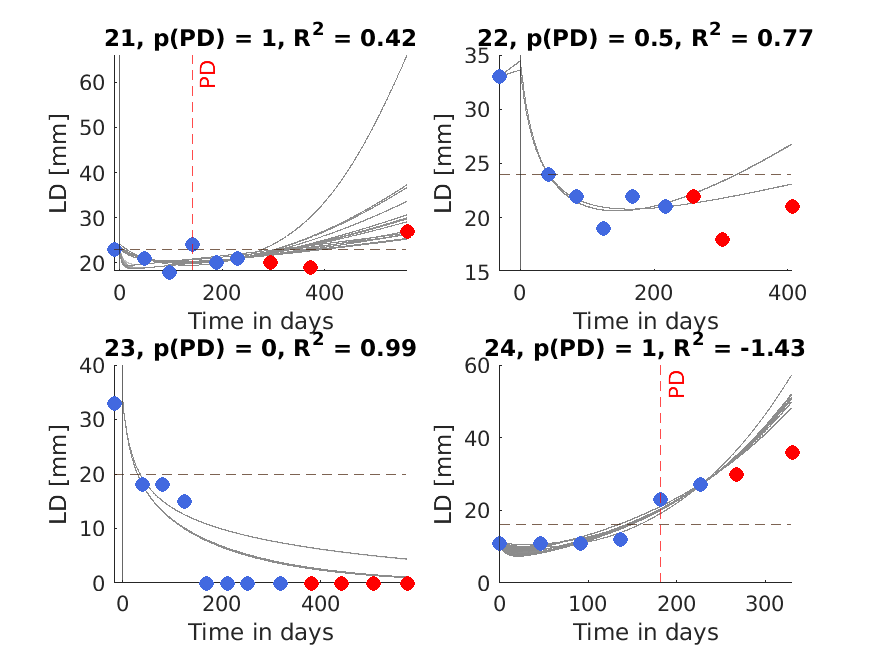 21, p(PD) = 1, R² = 0.42
LD [mm]
60
50
40
30
20
PD
0
200
400
Time in days
22, p(PD) = 0.5, R² = 0.77
LD [mm]
35
30
25
20
15
0
200
400
Time in days
23, p(PD) = 0, R² = 0.99
LD [mm]
40
30
20
10
0
0
200
400
Time in days
24, p(PD) = 1, R² = -1.43
LD [mm]
60
40
20
0
PD
0
100
200
300
Time in days